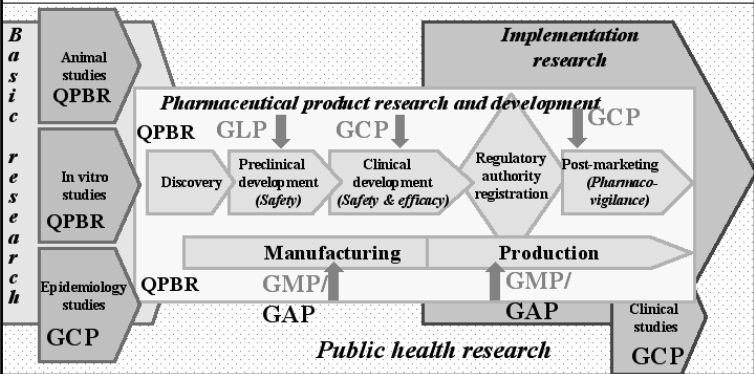 Basic research
Animal
studies
QPBR
In vitro
studies
QPBR
Epidemiology
studies
GCP
Implementation
research
Pharmaceutical product research and development
QPBR
GLP
GCP
GCP
Discovery
Preclinical
development
(Safety)
Clinical
development
(Safety & efficacy)
Regulatory
authority
registration
Post-marketing
(Pharmaco-
vigilance)
Manufacturing
Production
QPBR
GMP/
GAP
GMP/
GAP
Clinical
studies
GCP
Public health research